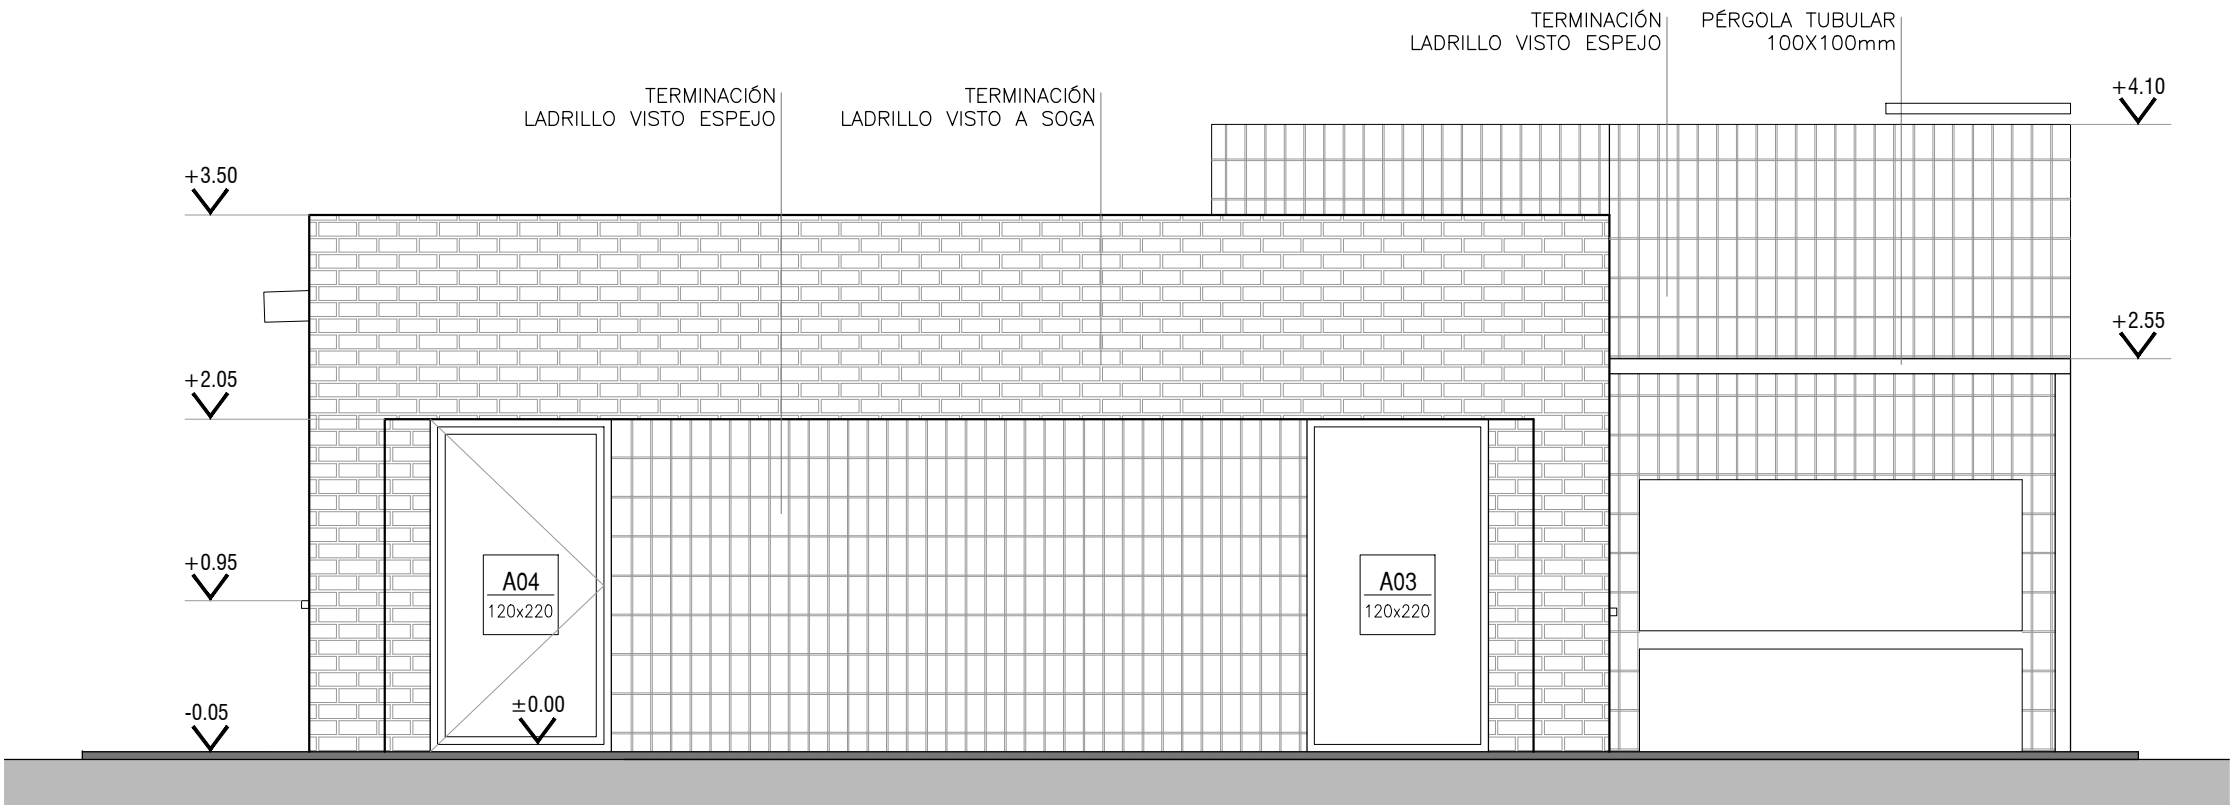 TERMINACIÓN
LADRILLO VISTO ESPEJO
PÉRGOLA TUBULAR
100X100mm
TERMINACIÓN
LADRILLO VISTO ESPEJO
TERMINACIÓN
LADRILLO VISTO A SOGA
+4.10
+3.50
+2.55
+2.05
+0.95
-0.05
±0.00
A04
120x220
A03
120x220